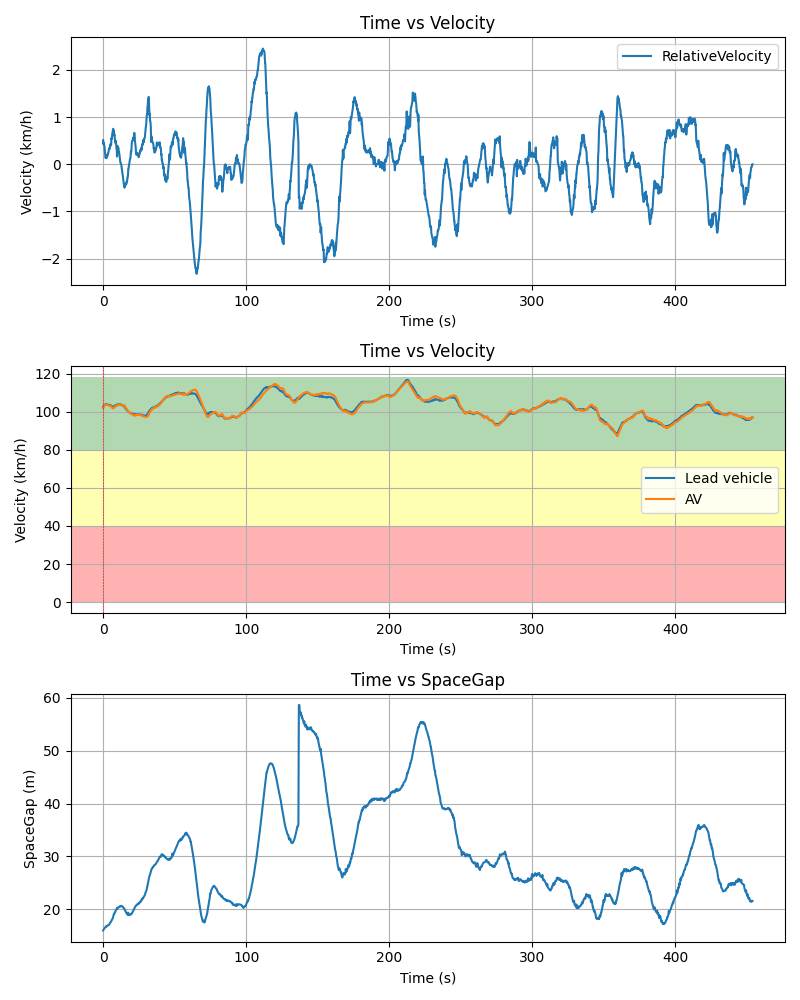 Time vs Velocity
RelativeVelocity
Velocity (km/h)
2
1
0
−1
−2
0 100 200 300 400
Time (s)
Time vs Velocity
Velocity (km/h)
120
100
80
60
40
20
0
Lead vehicle
AV
0 100 200 300 400
Time (s)
Time vs SpaceGap
SpaceGap (m)
60
50
40
30
20
0 100 200 300 400
Time (s)